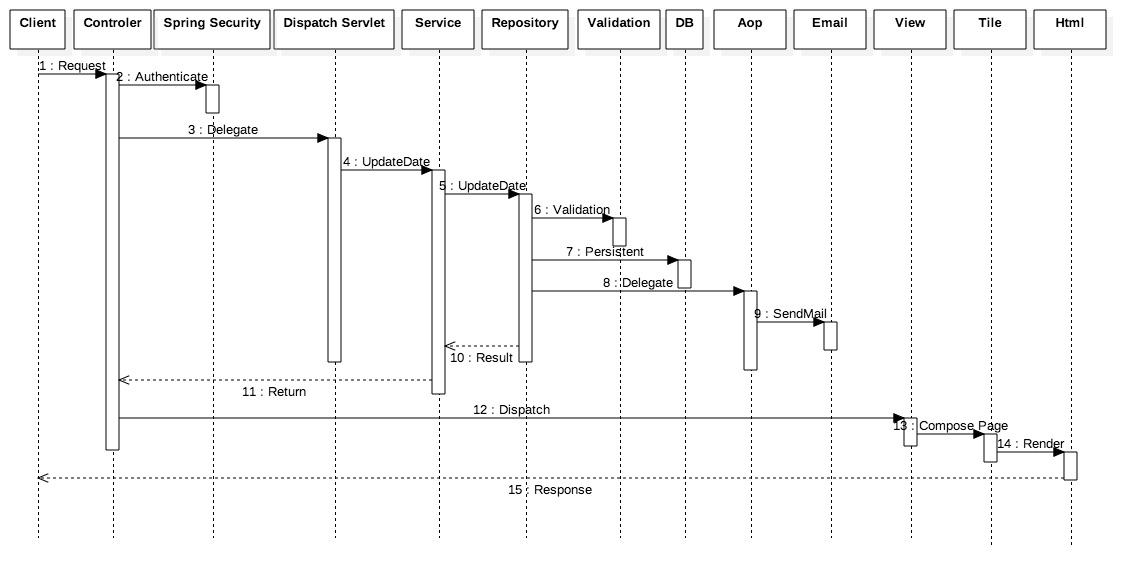 Client
Controler
Spring Security
Dispatch Servlet
Service
Repository
Validation
DB
Aop
Email
View
Tile
Html
1 : Request
2 : Authenticate
3 : Delegate
4 : UpdateDate
5 : UpdateDate
6 : Validation
7 : Persistent
8 : Delegate
9 : SendMail
10 : Result
11 : Return
12 : Dispatch
13 : Compose Page
14 : Render
15 : Response